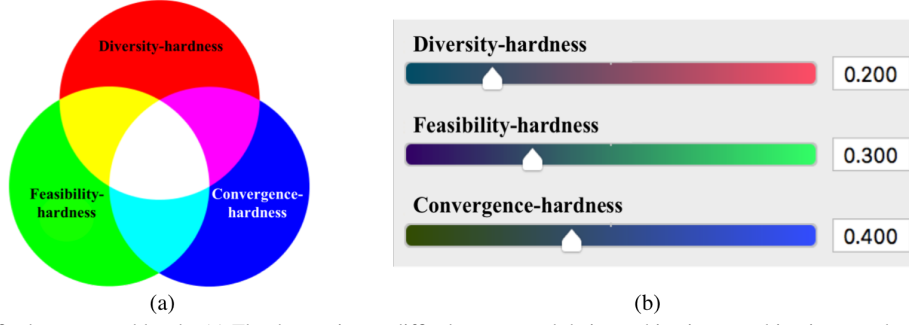 Diversity-hardness
Feasibility-
hardness
Convergence-
hardness
(a)
Diversity-hardness
0.200
Feasibility-hardness
0.300
Convergence-hardness
0.400
(b)